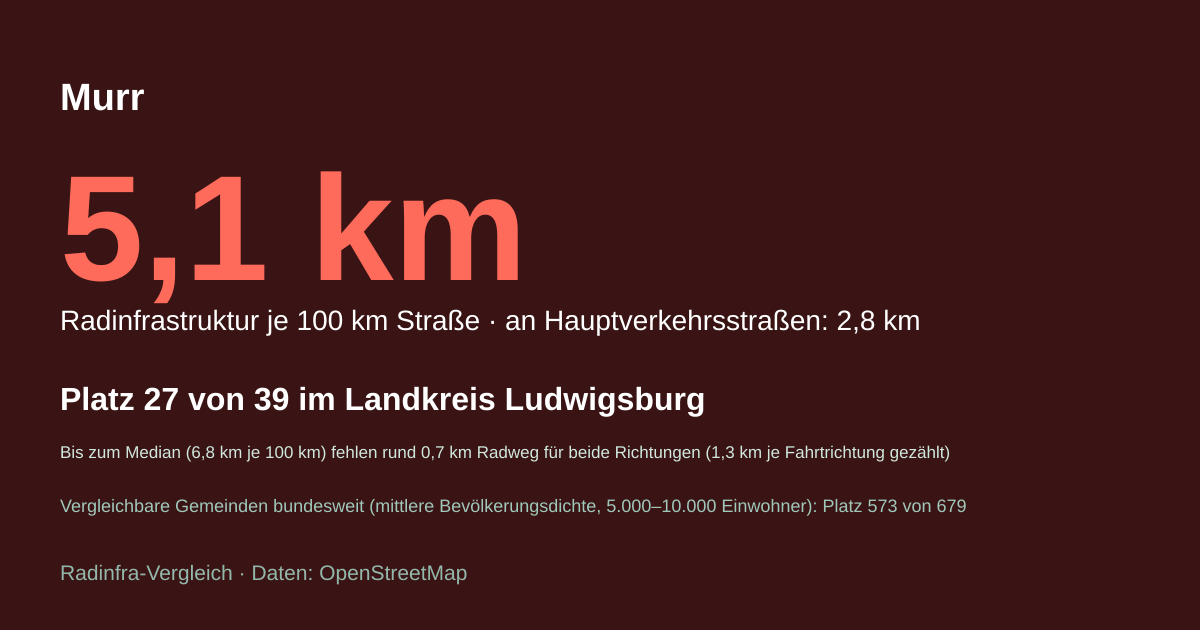 Murr
5,1 km
Radinfrastruktur je 100 km Straße · an Hauptverkehrsstraßen: 2,8 km
Platz 27 von 39 im Landkreis Ludwigsburg
Bis zum Median (6,8 km je 100 km) fehlen rund 0,7 km Radweg für beide Richtungen (1,3 km je Fahrtrichtung gezählt)
Vergleichbare Gemeinden bundesweit (mittlere Bevölkerungsdichte, 5.000–10.000 Einwohner): Platz 573 von 679
Radinfra-Vergleich · Daten: OpenStreetMap